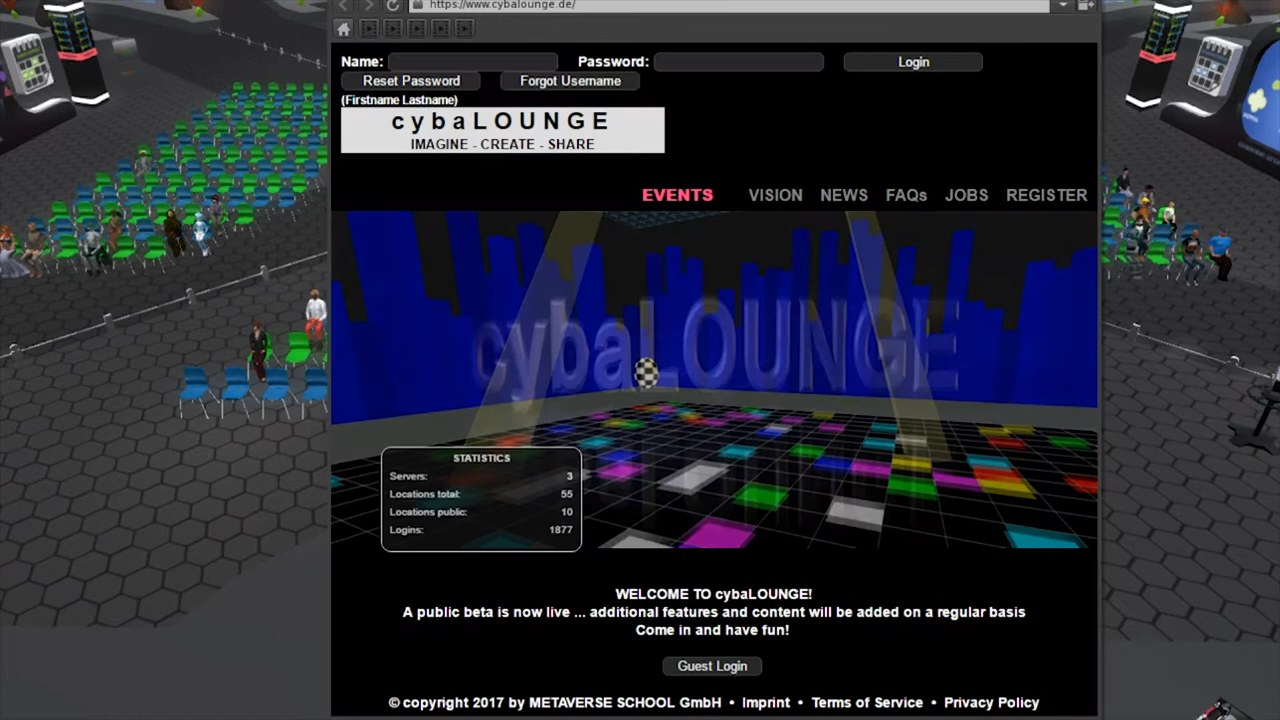 https://www.cybalounge.de/
Name: Password: Login
Reset Password Forgot Username
(Firstname Lastname)
cybaLOUNGE
IMAGINE - CREATE - SHARE
EVENTS VISION NEWS FAQs JOBS REGISTER
cybaLOUNGE
STATISTICS
Servers: 3
Locations total: 55
Locations public: 10
Logins: 1877
WELCOME TO cybaLOUNGE!
A public beta is now live ... additional features and content will be added on a regular basis
Come in and have fun!
Guest Login
© copyright 2017 by METAVERSE SCHOOL GmbH • Imprint • Terms of Service • Privacy Policy